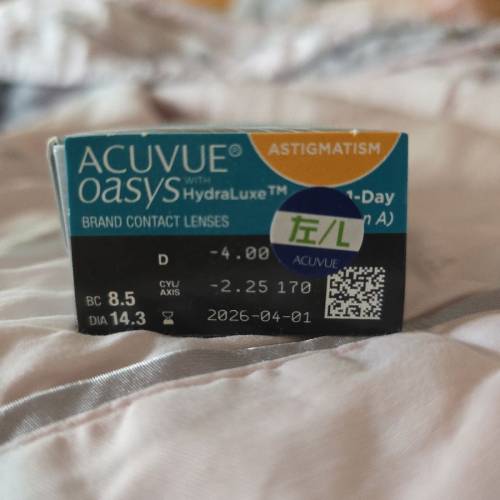 ACUVUE®
ASTIGMATISM
oasys WITH HydraLuxe™
1-Day
BRAND CONTACT LENSES
A)
左/L
ACUVUE
D -4.00
CYL/ AXIS -2.25 170
BC 8.5
DIA 14.3 2026-04-01